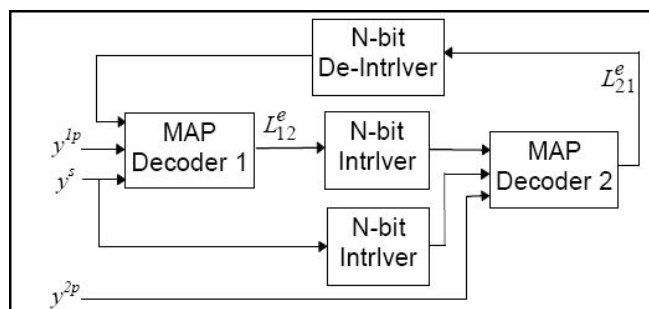 N-bit
De-Intrlver
L^e_21
y^1p
MAP
Decoder 1
L^e_12
N-bit
Intrlver
MAP
Decoder 2
y^s
N-bit
Intrlver
y^2p